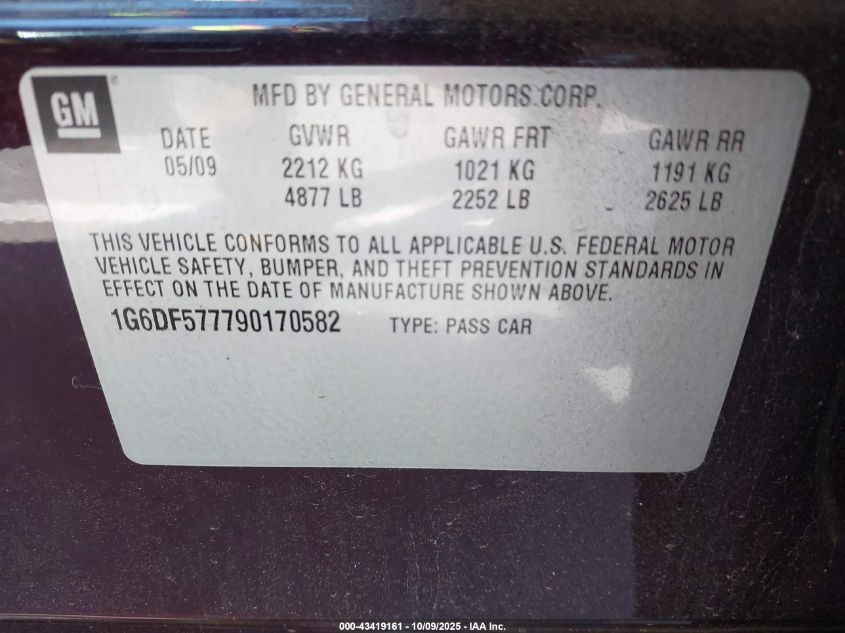 GM ®
MFD BY GENERAL MOTORS CORP.
DATE GVWR GAWR FRT GAWR RR
05/09 2212 KG 1021 KG 1191 KG
4877 LB 2252 LB 2625 LB
THIS VEHICLE CONFORMS TO ALL APPLICABLE U.S. FEDERAL MOTOR
VEHICLE SAFETY, BUMPER, AND THEFT PREVENTION STANDARDS IN
EFFECT ON THE DATE OF MANUFACTURE SHOWN ABOVE.
1G6DF577790170582 TYPE: PASS CAR
000-43419161 - 10/09/2025 - IAA Inc.